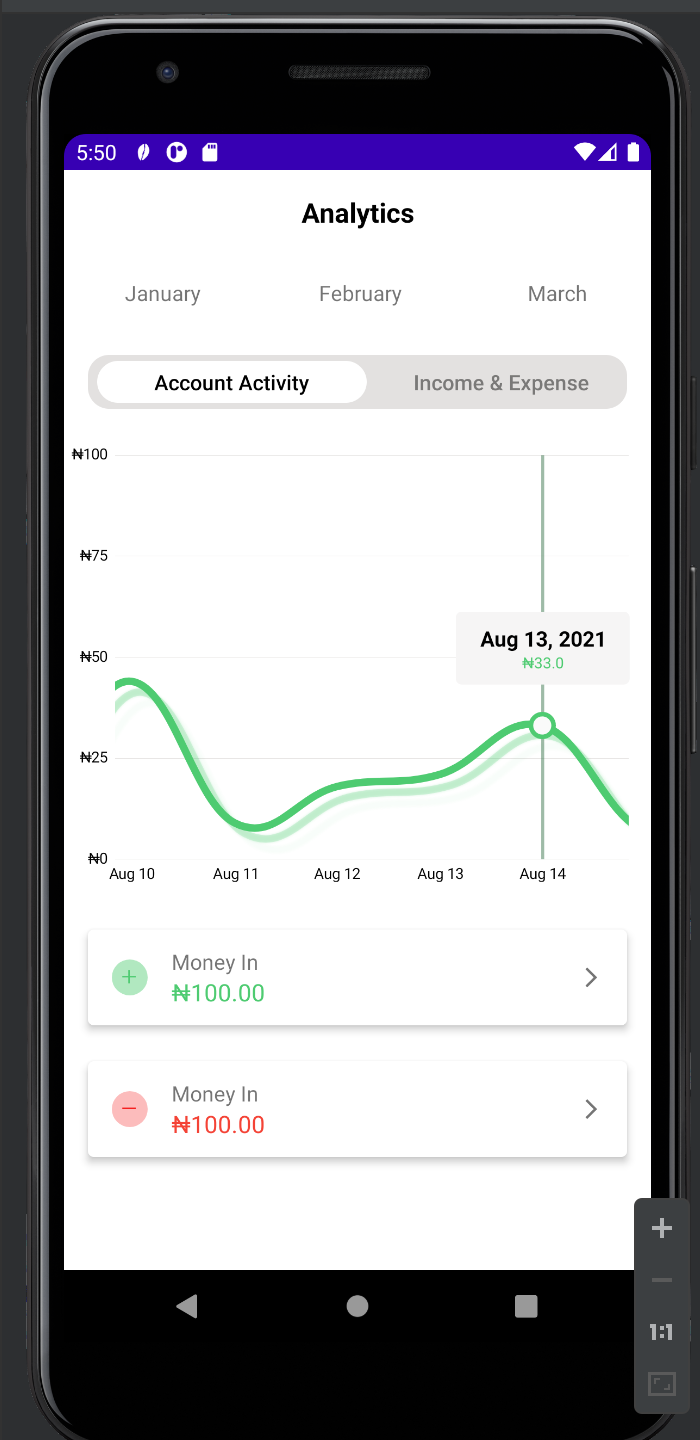 5:50
Analytics
January February March
Account Activity Income & Expense
₦100
₦75
₦50
Aug 13, 2021
₦33.0
₦25
₦0
Aug 10 Aug 11 Aug 12 Aug 13 Aug 14
Money In
₦100.00
Money In
₦100.00
1:1